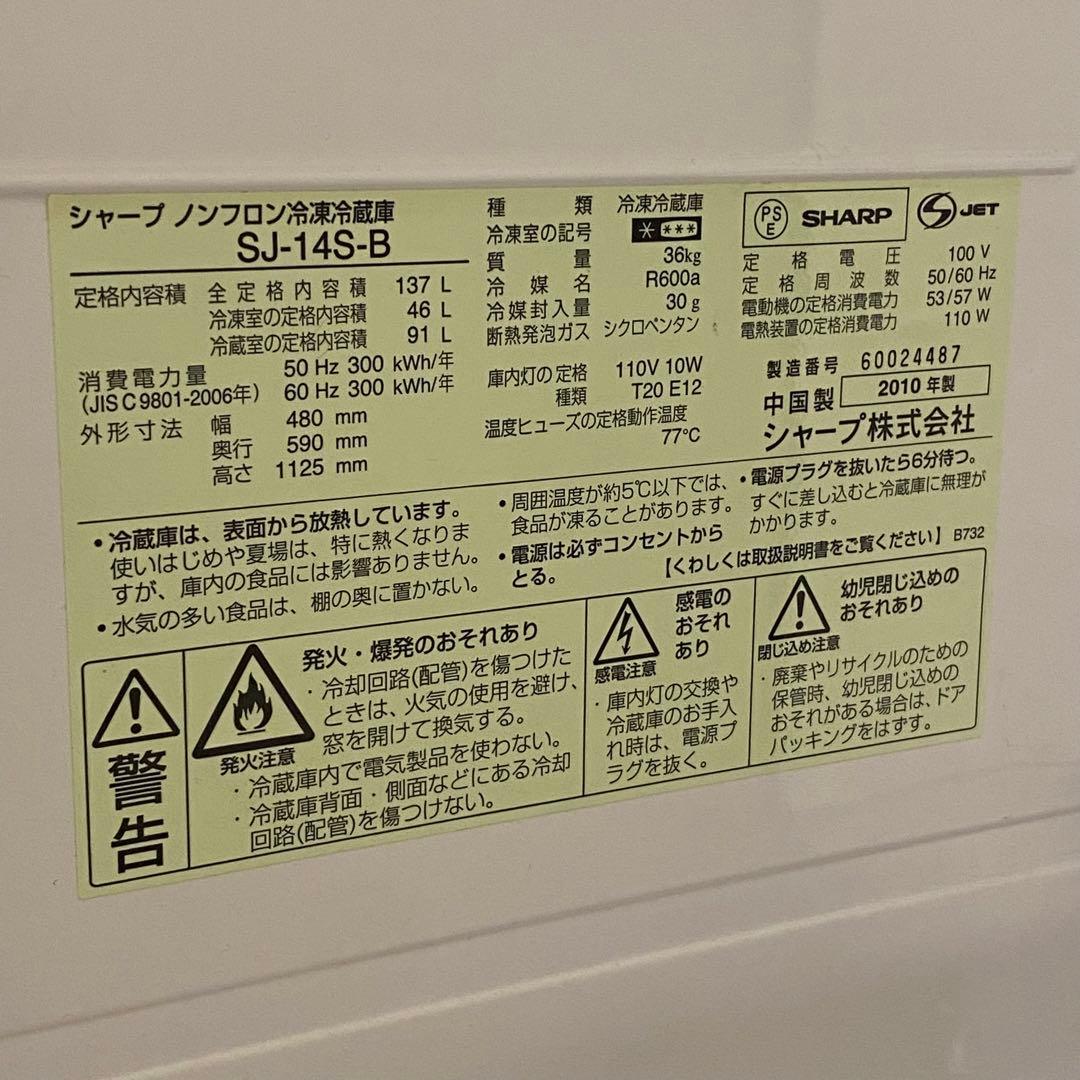 シャープ ノンフロン冷凍冷蔵庫
SJ-14S-B
定格内容積 全定格内容積 137 L
冷凍室の定格内容積 46 L
冷蔵室の定格内容積 91 L
消費電力量 50 Hz 300 kWh/年
(JIS C 9801-2006年) 60 Hz 300 kWh/年
外形寸法 幅 480 mm
奥行 590 mm
高さ 1125 mm
種類 冷凍冷蔵庫
冷凍室の記号 * ***
質量 36kg
冷媒名 R600a
冷媒封入量 30 g
断熱発泡ガス シクロペンタン
庫内灯の定格 110V 10W
種類 T20 E12
温度ヒューズの定格動作温度
77℃
PS
E
SHARP
S JET
定格電圧 100 V
定格周波数 50/60 Hz
電動機の定格消費電力 53/57 W
電熱装置の定格消費電力 110 W
製造番号 60024487
中国製 2010 年製
シャープ株式会社
・冷蔵庫は、表面から放熱しています。
使いはじめや夏場は、特に熱くなりま
すが、庫内の食品には影響ありません。
・水気の多い食品は、棚の奥に置かない。
・周囲温度が約5℃以下では、
食品が凍ることがあります。
・電源は必ずコンセントから
とる。
・電源プラグを抜いたら6分待つ。
すぐに差し込むと冷蔵庫に無理が
かかります。
【くわしくは取扱説明書をご覧ください】 B732
警告
発火注意
発火・爆発のおそれあり
・冷却回路(配管)を傷つけた
ときは、火気の使用を避け、
窓を開けて換気する。
・冷蔵庫内で電気製品を使わない。
・冷蔵庫背面・側面などにある冷却
回路(配管)を傷つけない。
感電注意
感電の
おそれ
あり
・庫内灯の交換や
冷蔵庫のお手入
れ時は、電源プ
ラグを抜く。
閉じ込め注意
幼児閉じ込めの
おそれあり
・廃棄やリサイクルのための
保管時、幼児閉じ込めの
おそれがある場合は、ドア
パッキングをはずす。